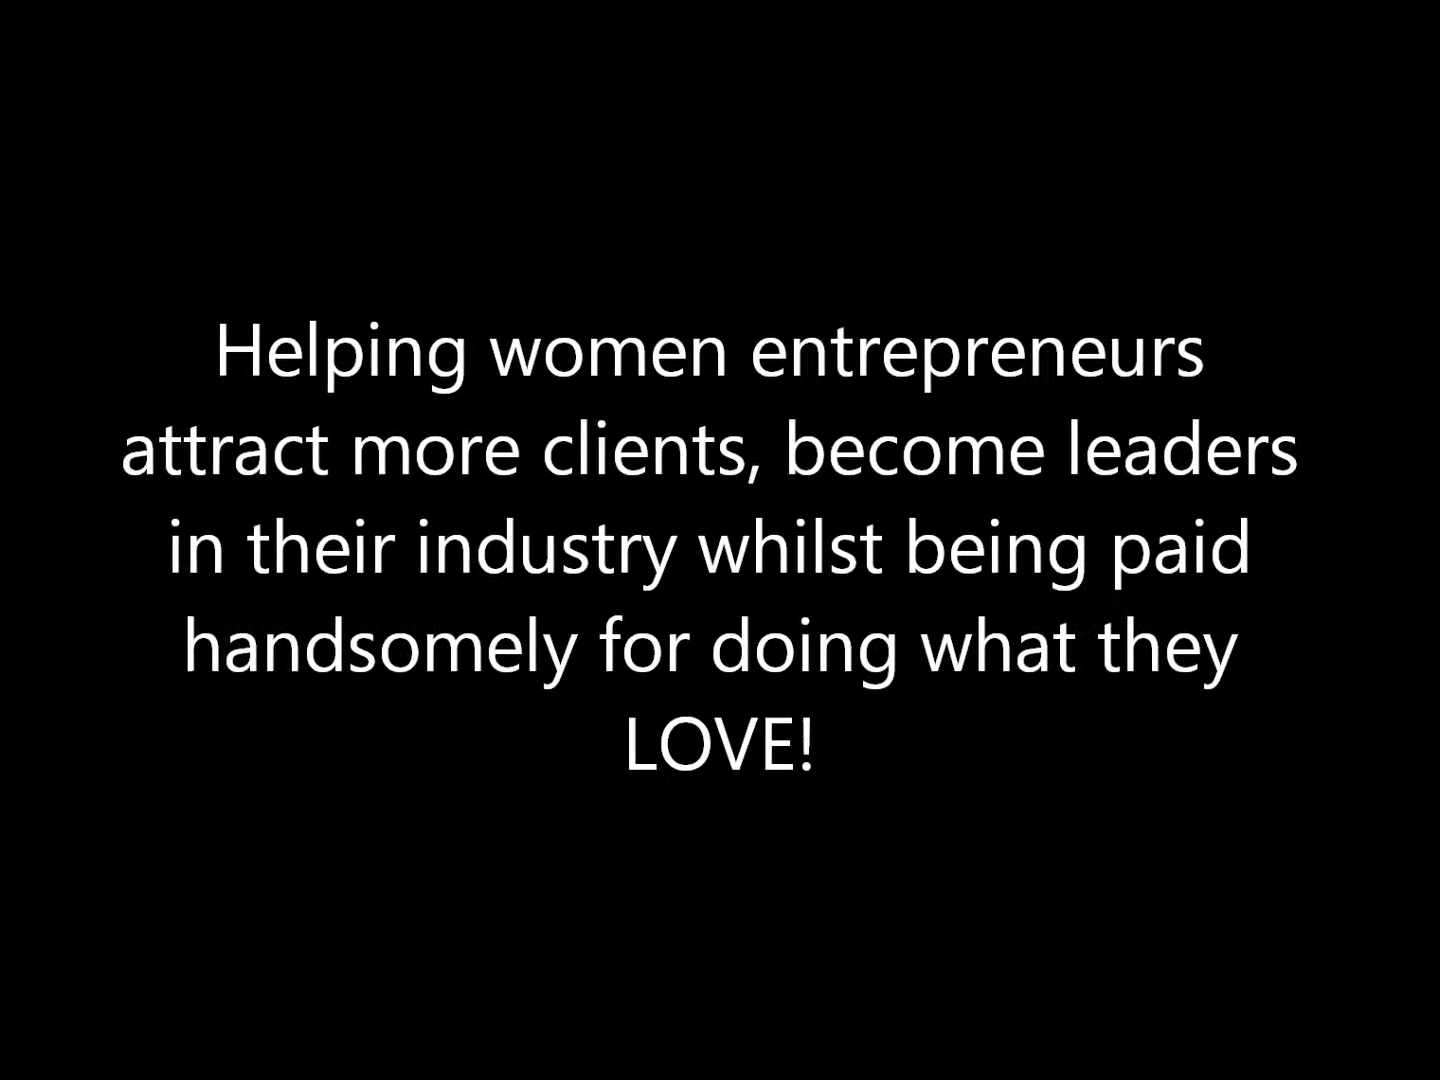 Helping women entrepreneurs
attract more clients, become leaders
in their industry whilst being paid
handsomely for doing what they
LOVE!